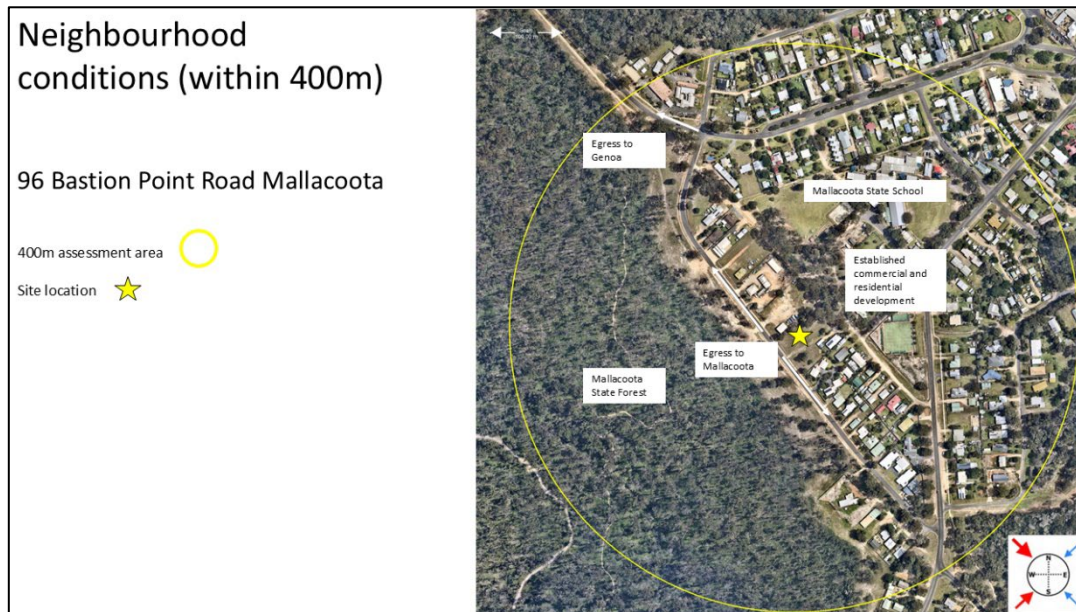 Neighbourhood
conditions (within 400m)
96 Bastion Point Road Mallacoota
400m assessment area
Site location
Egress to
Genoa
Mallacoota State School
Established
commercial and
residential
development
Egress to
Mallacoota
Mallacoota
State Forest
N
W
E
S